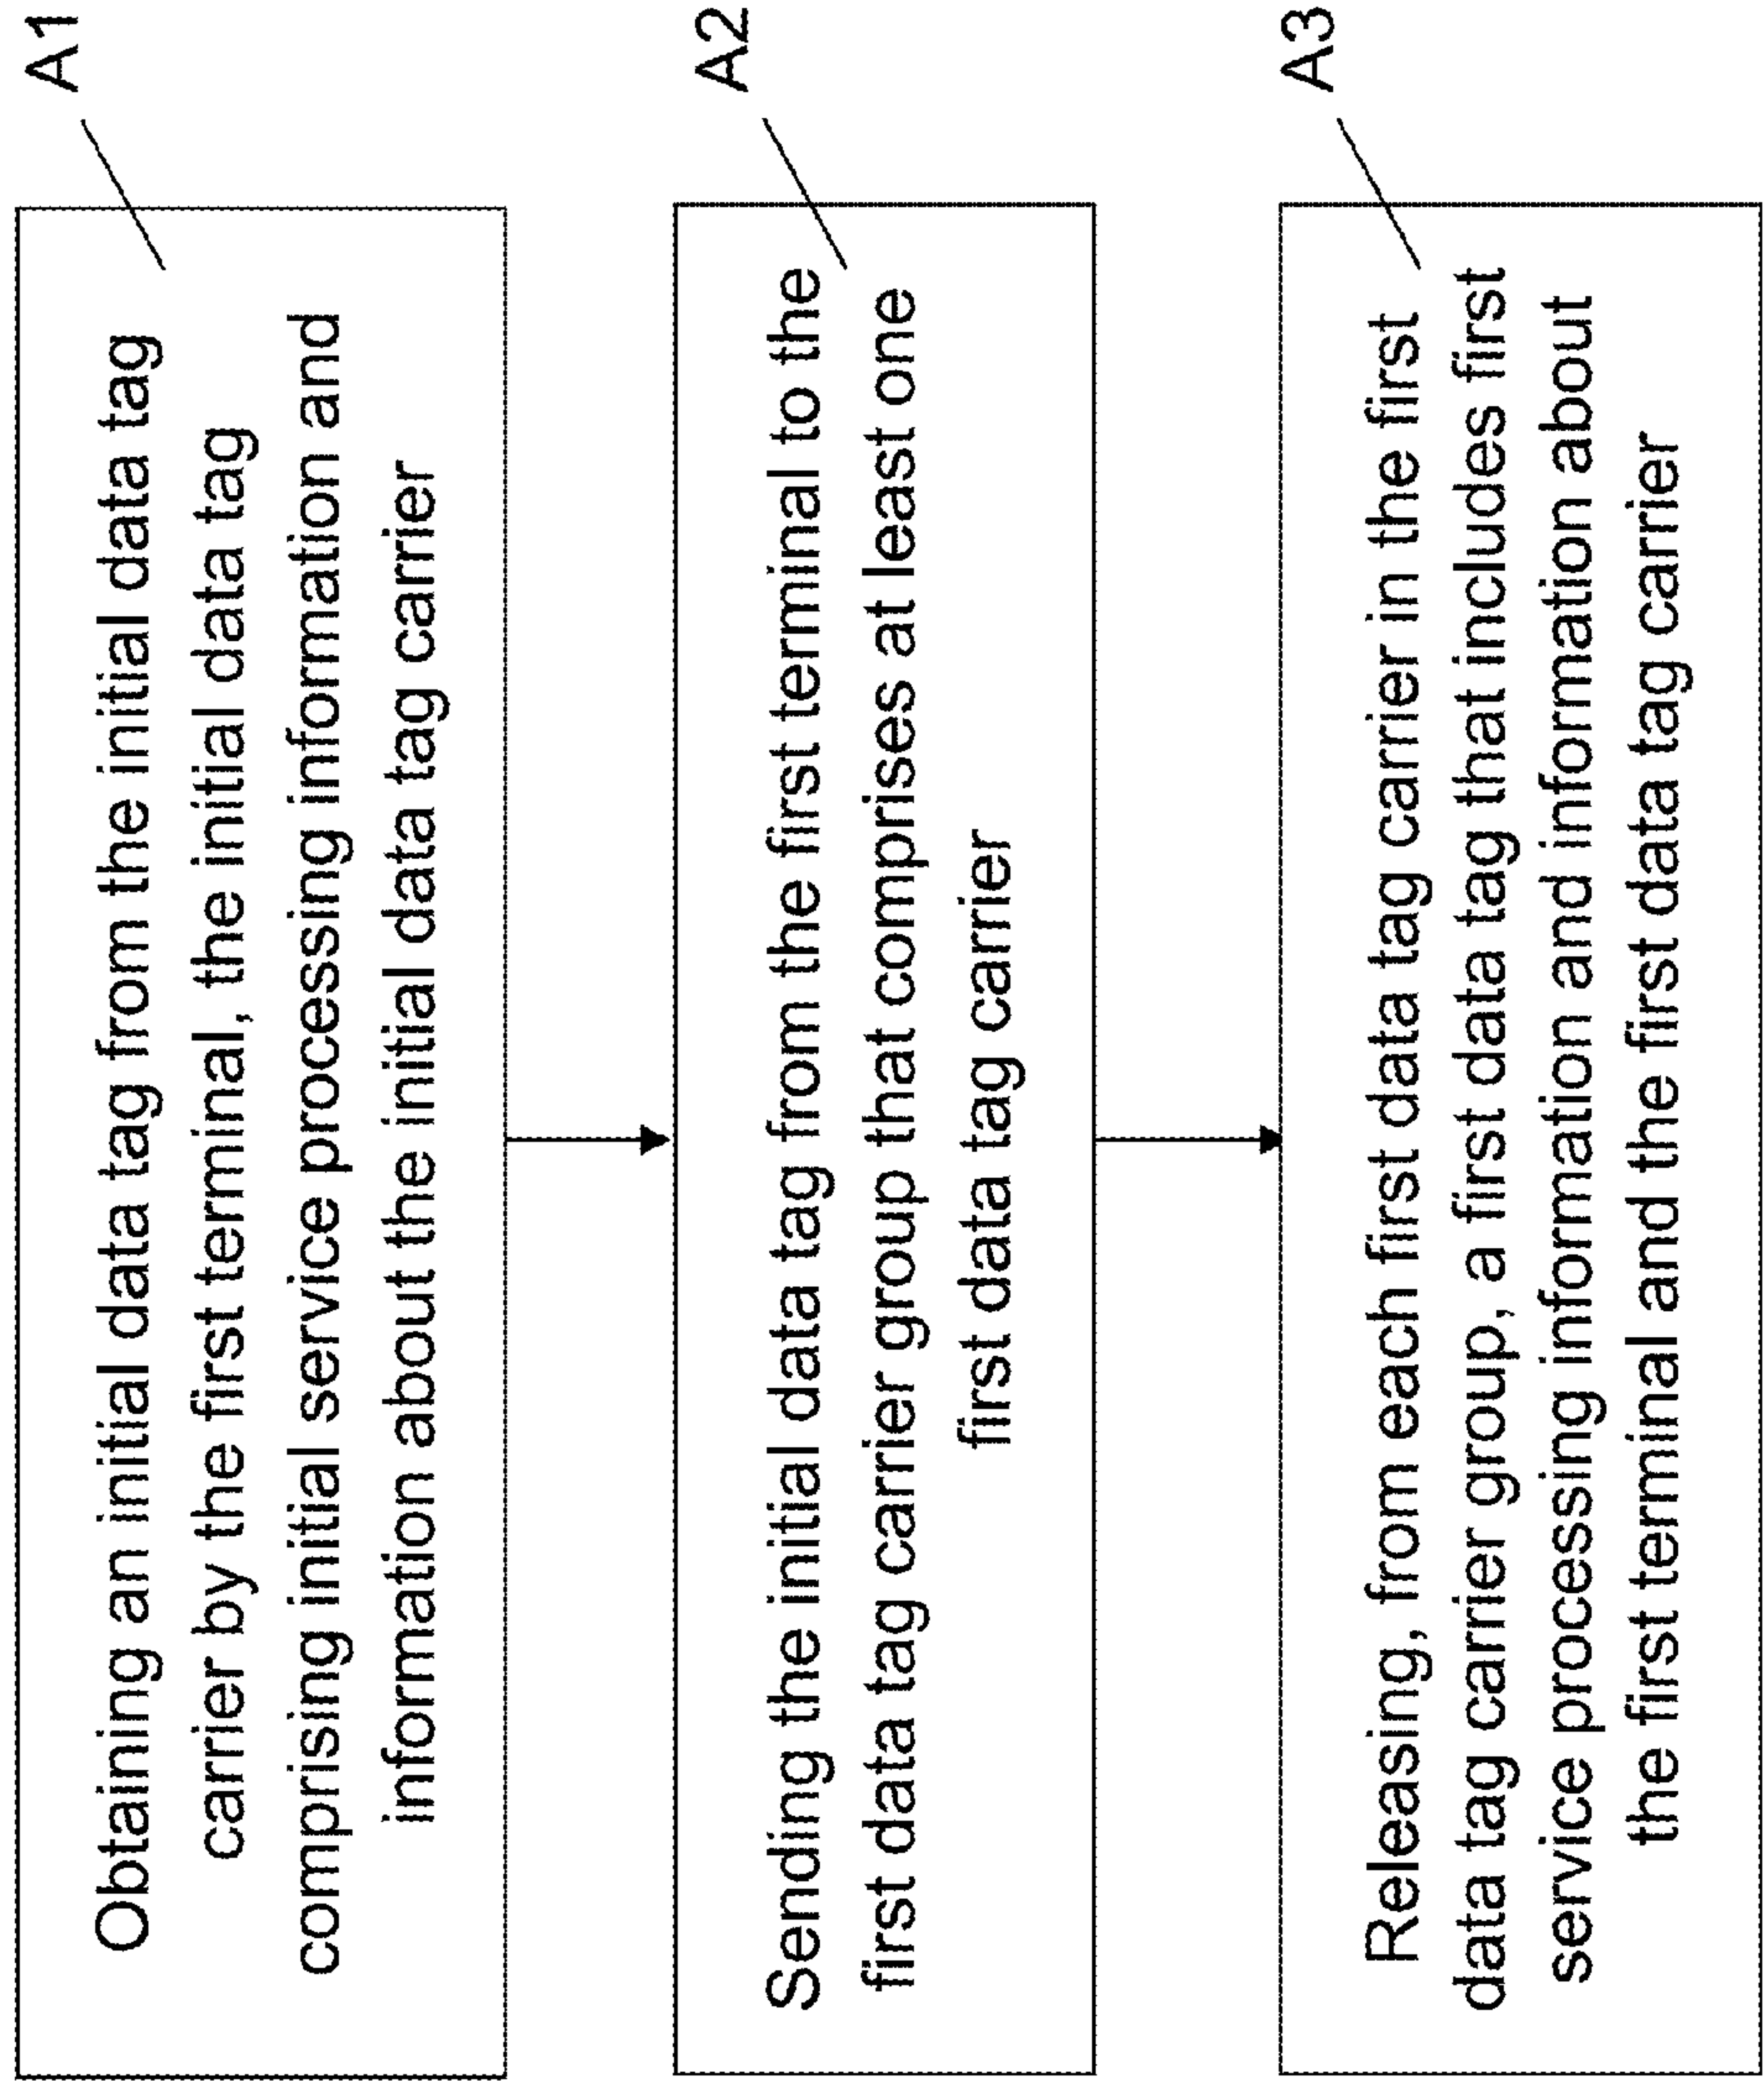 Obtaining an initial data tag from the initial data tag
carrier by the first terminal, the initial data tag
comprising initial service processing information and
information about the initial data tag carrier
A1
Sending the initial data tag from the first terminal to the
first data tag carrier group that comprises at least one
first data tag carrier
A2
Releasing, from each first data tag carrier in the first
data tag carrier group, a first data tag that includes first
service processing information and information about
the first terminal and the first data tag carrier
A3